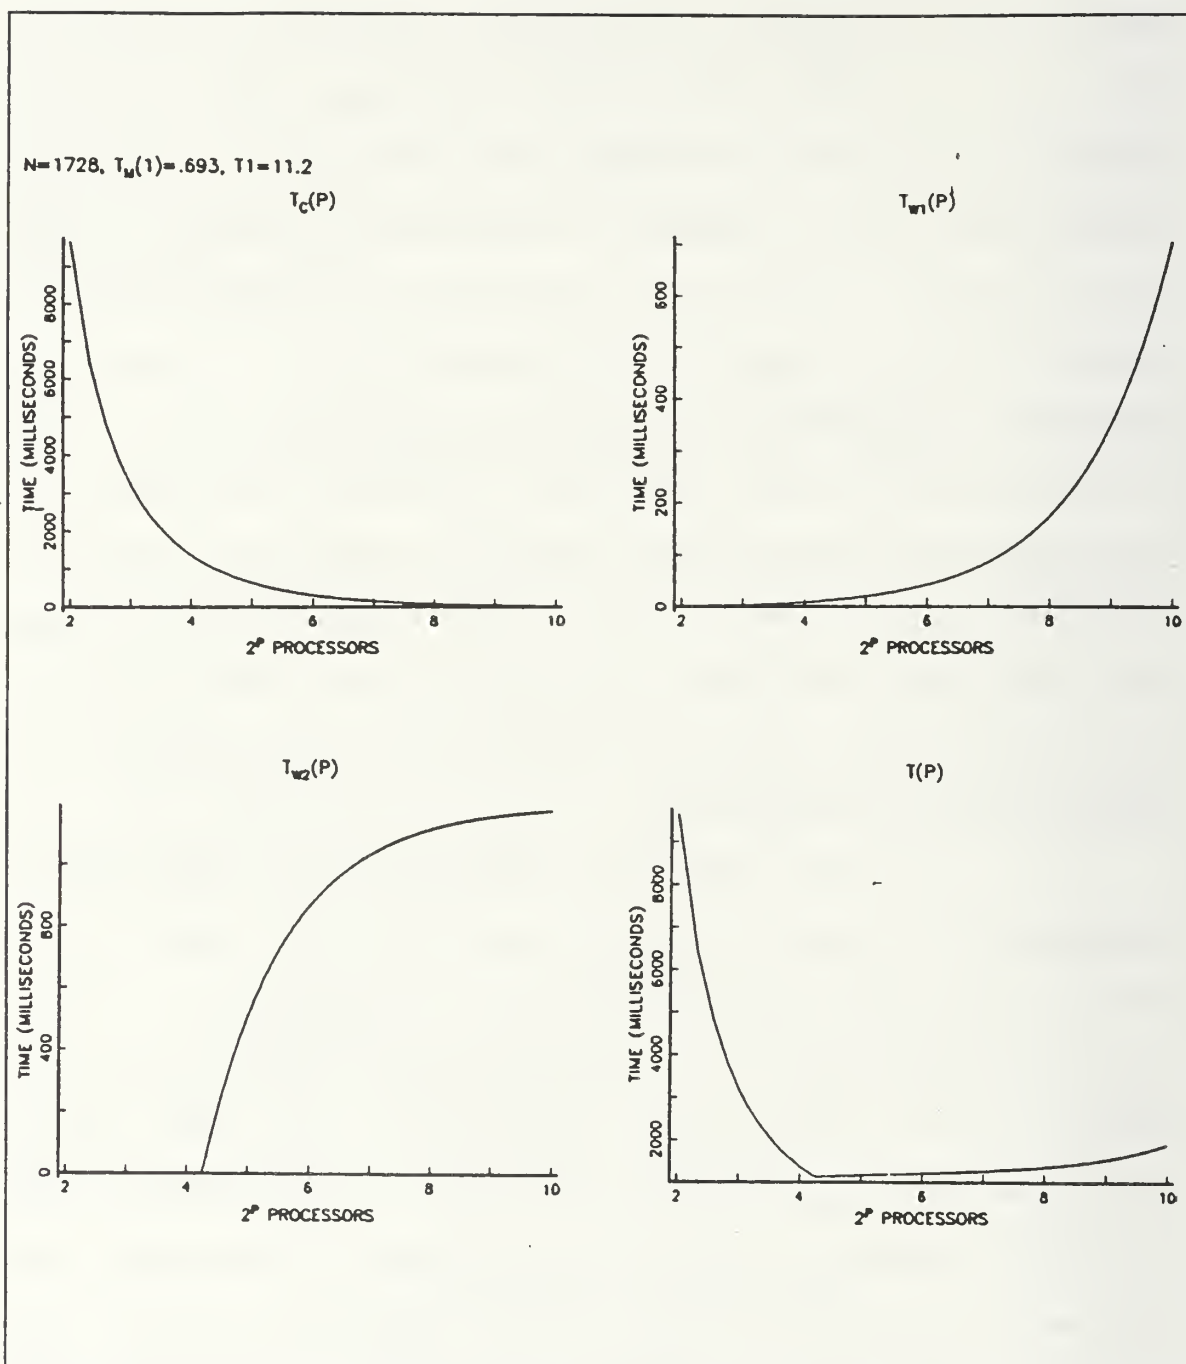 N=1728, T_M(1)=.693, T1=11.2
T_C(P)
TIME (MILLISECONDS)
0 2000 4000 6000 8000
2 4 6 8 10
2^P PROCESSORS
T_W1(P)
TIME (MILLISECONDS)
0 200 400 600
2 4 6 8 10
2^P PROCESSORS
T_W2(P)
TIME (MILLISECONDS)
0 400 800
2 4 6 8 10
2^P PROCESSORS
T(P)
TIME (MILLISECONDS)
2000 4000 6000 8000
2 4 6 8 10
2^P PROCESSORS